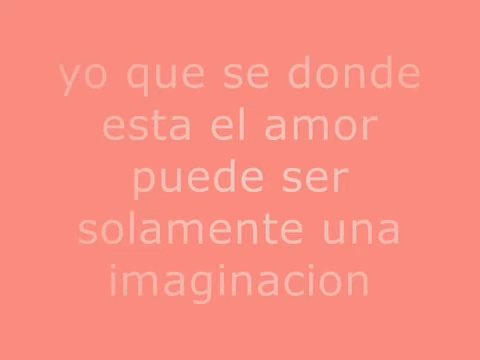 yo que se donde
esta el amor
puede ser
solamente una
imaginacion